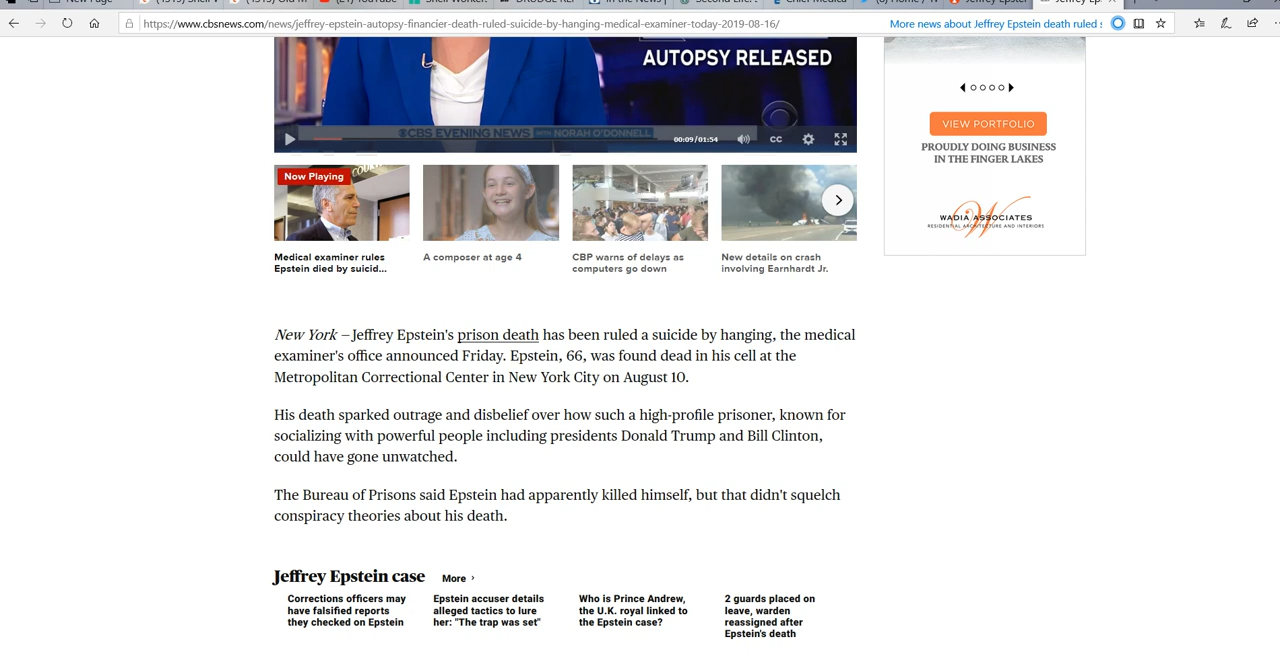 New Page
https://www.cbsnews.com/news/jeffrey-epstein-autopsy-financier-death-ruled-suicide-by-hanging-medical-examiner-today-2019-08-16/
More news about Jeffrey Epstein death ruled
AUTOPSY RELEASED
CBS EVENING NEWS WITH NORAH O'DONNELL
00:09/01:54
CC
VIEW PORTFOLIO
PROUDLY DOING BUSINESS
IN THE FINGER LAKES
WADIA ASSOCIATES
RESIDENTIAL ARCHITECTURE AND INTERIORS
Now Playing
Medical examiner rules
Epstein died by suicid...
A composer at age 4
CBP warns of delays as
computers go down
New details on crash
involving Earnhardt Jr.
New York — Jeffrey Epstein's prison death has been ruled a suicide by hanging, the medical
examiner's office announced Friday. Epstein, 66, was found dead in his cell at the
Metropolitan Correctional Center in New York City on August 10.
His death sparked outrage and disbelief over how such a high-profile prisoner, known for
socializing with powerful people including presidents Donald Trump and Bill Clinton,
could have gone unwatched.
The Bureau of Prisons said Epstein had apparently killed himself, but that didn't squelch
conspiracy theories about his death.
Jeffrey Epstein case
More ›
Corrections officers may
have falsified reports
they checked on Epstein
Epstein accuser details
alleged tactics to lure
her: "The trap was set"
Who is Prince Andrew,
the U.K. royal linked to
the Epstein case?
2 guards placed on
leave, warden
reassigned after
Epstein's death